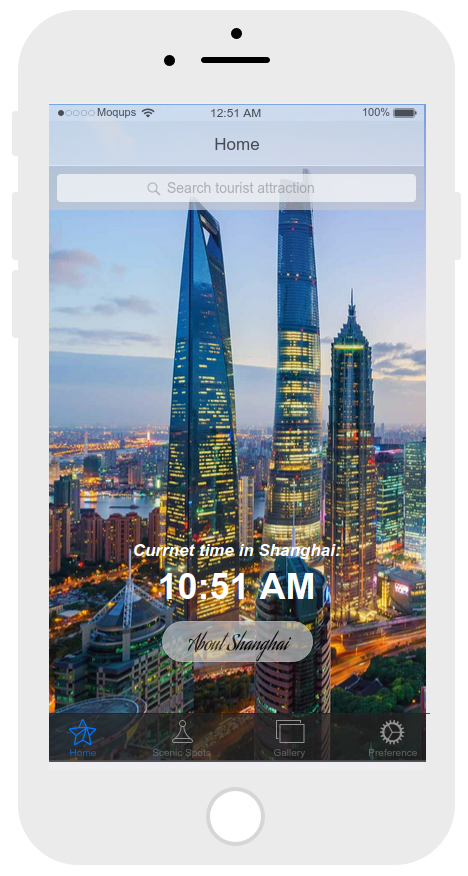 Moqups 12:51 AM 100%
Home
Search tourist attraction
Currnet time in Shanghai:
10:51 AM
About Shanghai
Home Scenic Spots Gallery Preference